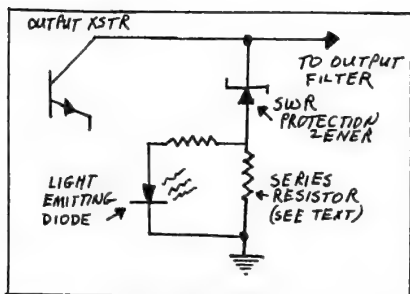 OUTPUT XSTR
TO OUTPUT
FILTER
SWR
PROTECTION
ZENER
LIGHT
EMITTING
DIODE
SERIES
RESISTOR
(SEE TEXT)